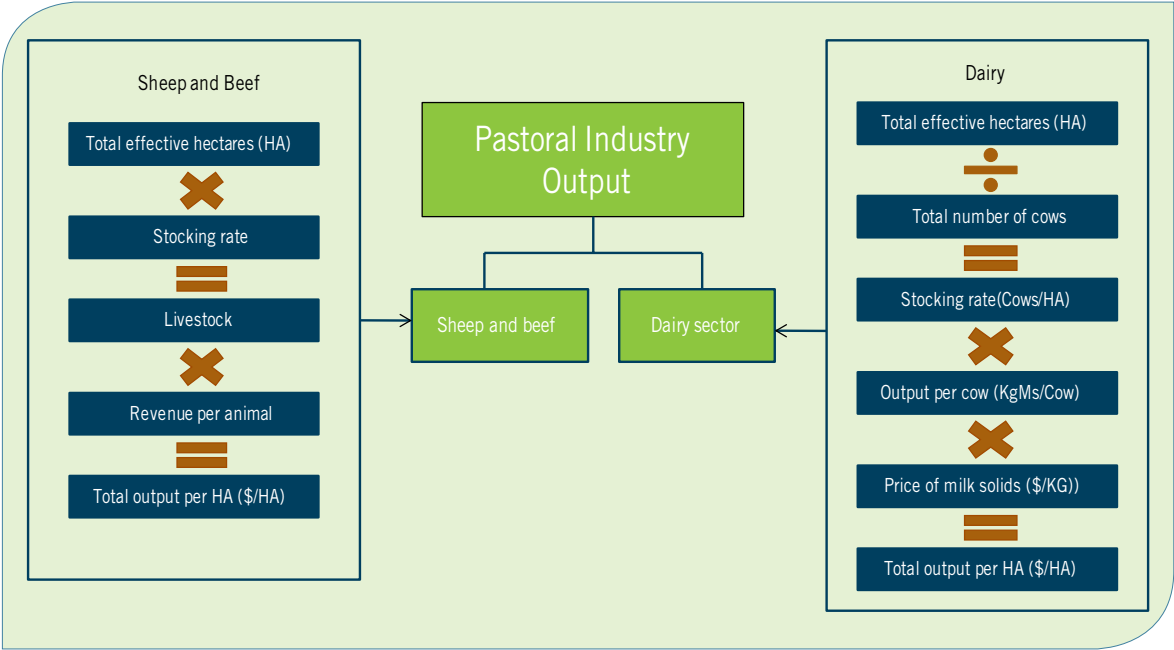 Sheep and Beef
Total effective hectares (HA)
Stocking rate
Livestock
Revenue per animal
Total output per HA ($/HA)
Pastoral Industry
Output
Sheep and beef
Dairy sector
Dairy
Total effective hectares (HA)
Total number of cows
Stocking rate(Cows/HA)
Output per cow (KgMs/Cow)
Price of milk solids ($/KG))
Total output per HA ($/HA)